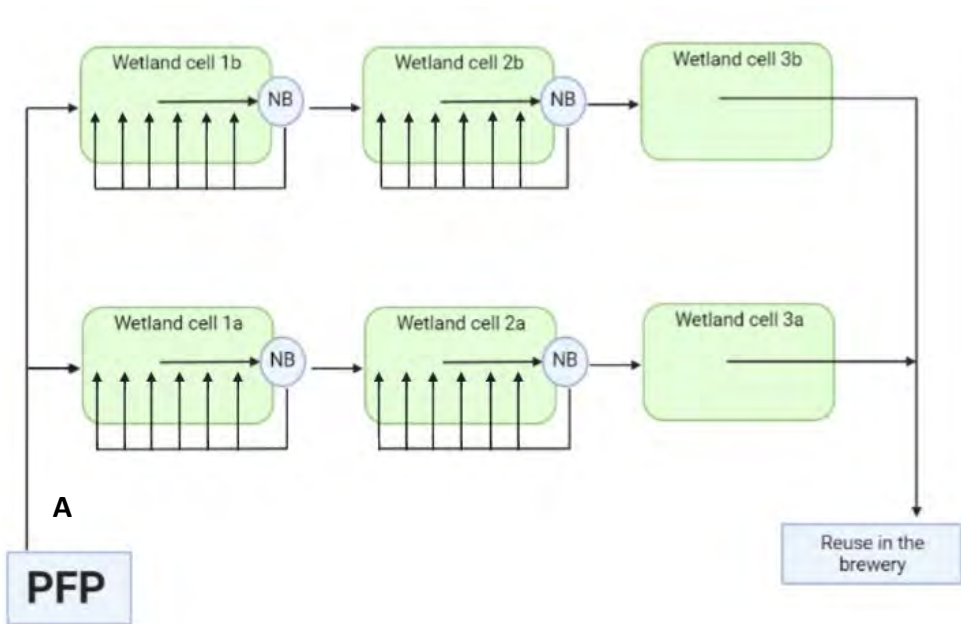 Wetland cell 1b
NB
Wetland cell 2b
NB
Wetland cell 3b
Wetland cell 1a
NB
Wetland cell 2a
NB
Wetland cell 3a
A
PFP
Reuse in the
brewery